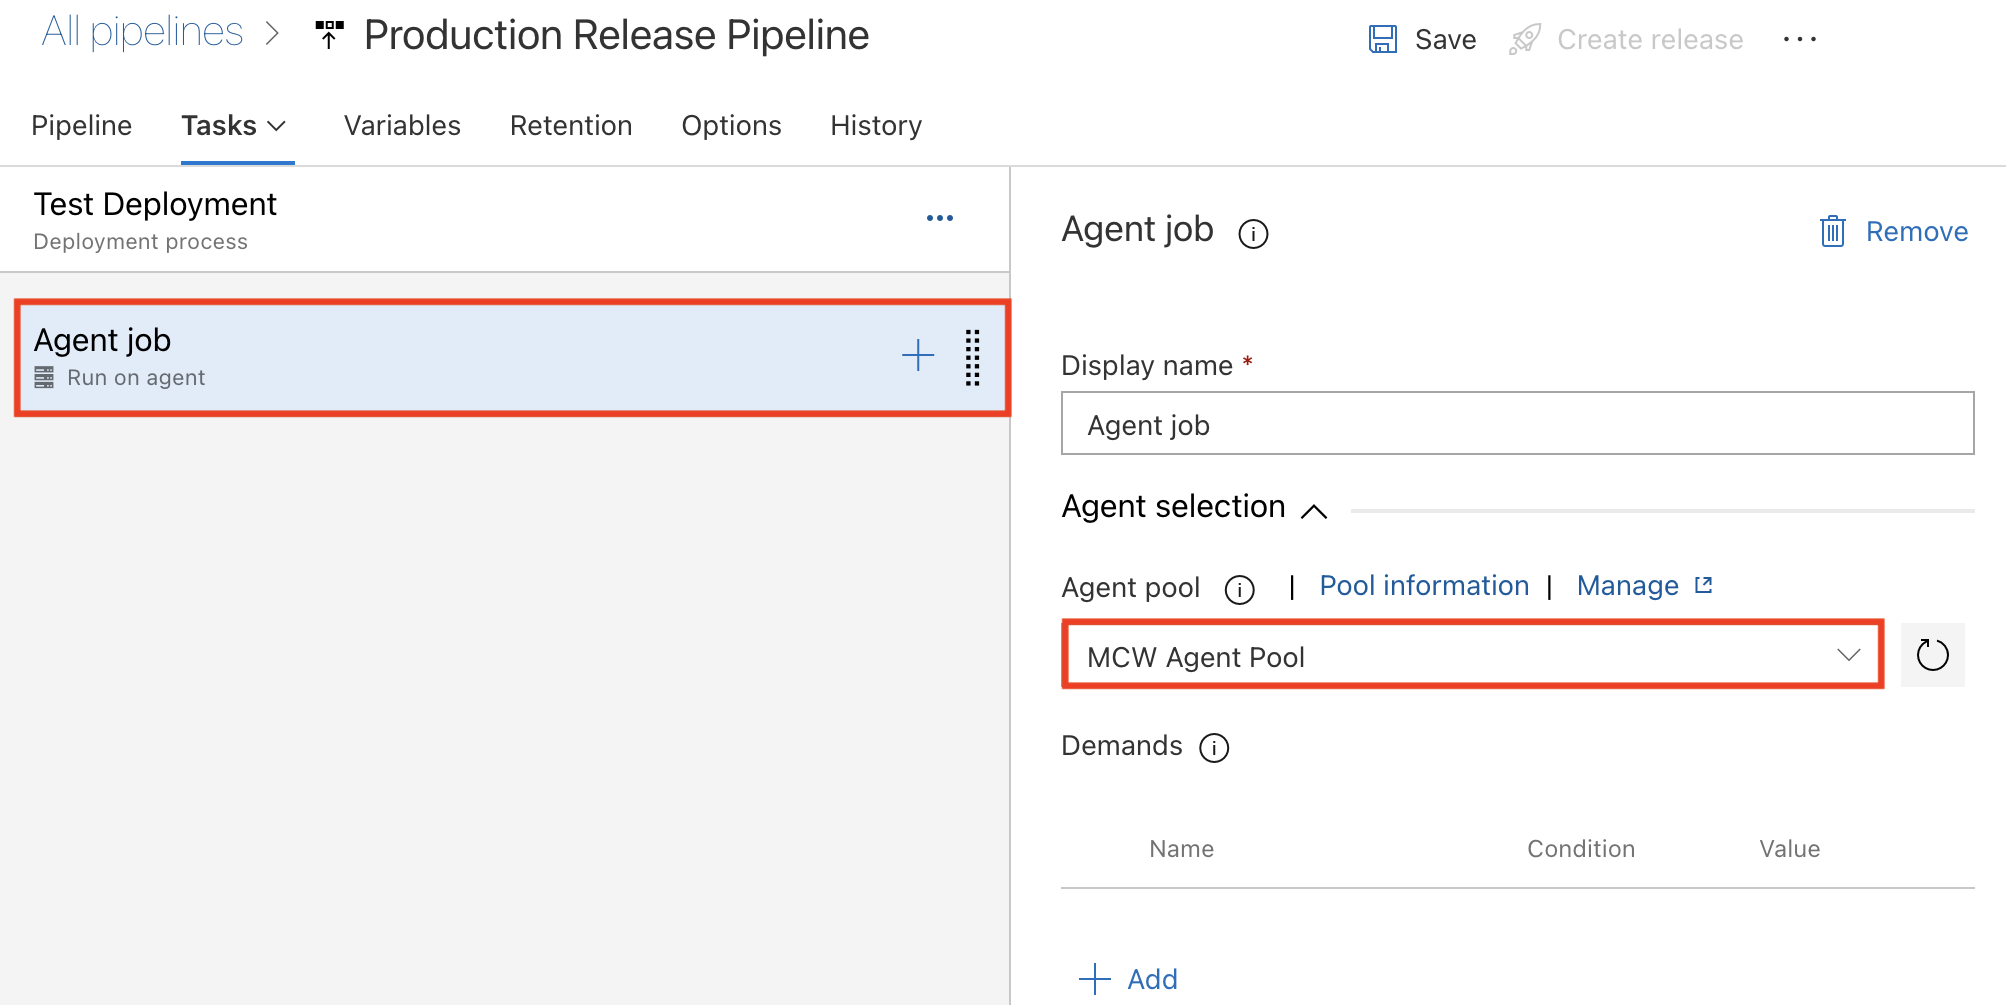 All pipelines > Production Release Pipeline
Save Create release ...
Pipeline Tasks Variables Retention Options History
Test Deployment
Deployment process
Agent job
Run on agent
Agent job
Remove
Display name *
Agent job
Agent selection
Agent pool | Pool information | Manage
MCW Agent Pool
Demands
Name Condition Value
+ Add